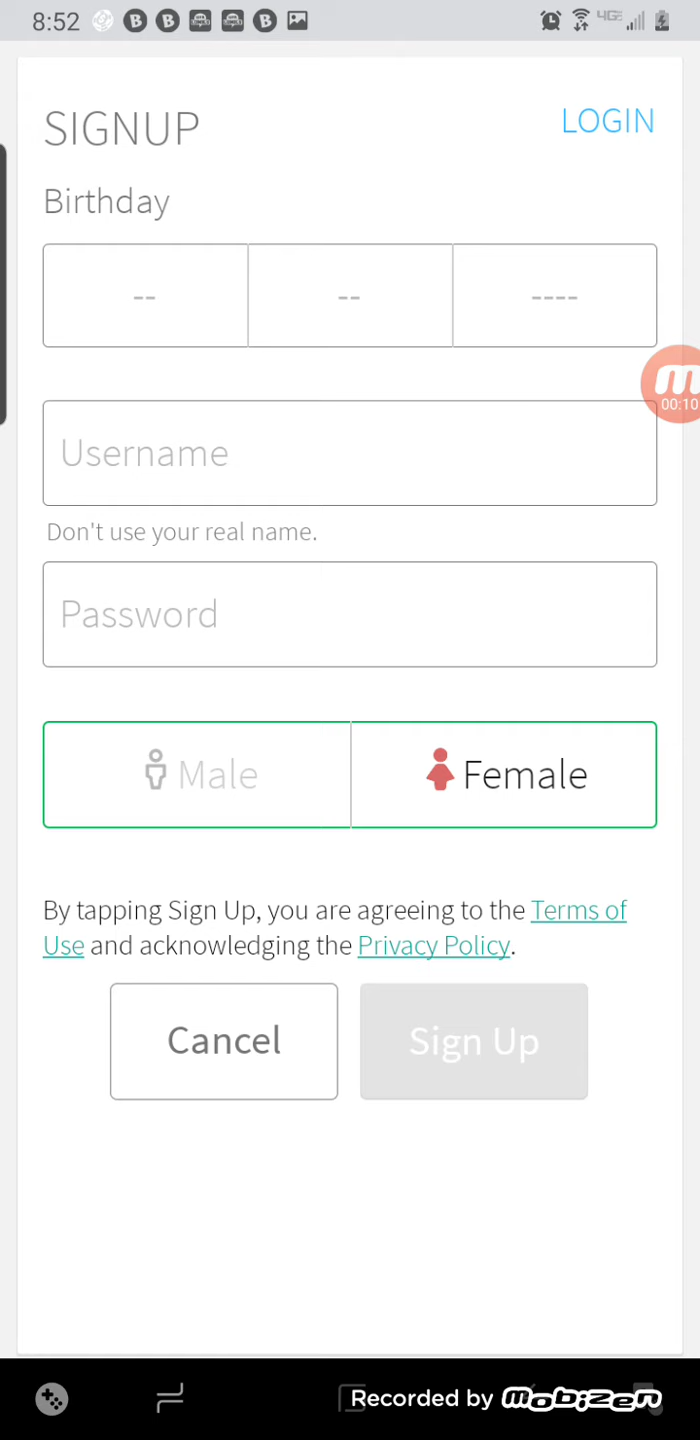 8:52
4GE
SIGNUP
LOGIN
Birthday
-- -- ----
00:10
Username
Don't use your real name.
Password
Male Female
By tapping Sign Up, you are agreeing to the Terms of
Use and acknowledging the Privacy Policy.
Cancel Sign Up
Recorded by mobizen